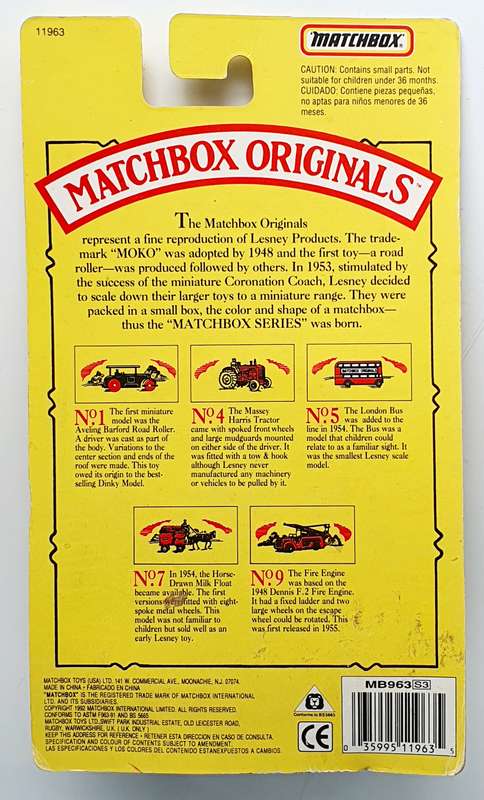 11963
MATCHBOX
CAUTION: Contains small parts. Not
suitable for children under 36 months.
CUIDADO: Contiene piezas pequeñas,
no aptas para niños menores de 36
meses.
MATCHBOX ORIGINALS™
The Matchbox Originals
represent a fine reproduction of Lesney Products. The trade-
mark "MOKO" was adopted by 1948 and the first toy—a road
roller—was produced followed by others. In 1953, stimulated by
the success of the miniature Coronation Coach, Lesney decided
to scale down their larger toys to a miniature range. They were
packed in a small box, the color and shape of a matchbox—
thus the "MATCHBOX SERIES" was born.
No.1 The first miniature
model was the
Aveling Barford Road Roller.
A driver was cast as part of
the body. Variations to the
center section and ends of the
roof were made. This toy
owed its origin to the best-
selling Dinky Model.
No.4 The Massey
Harris Tractor
came with spoked front wheels
and large mudguards mounted
on either side of the driver. It
was fitted with a tow & hook
although Lesney never
manufactured any machinery
or vehicles to be pulled by it.
No.5 The London Bus
was added to the
line in 1954. The Bus was a
model that children could
relate to as a familiar sight. It
was the smallest Lesney scale
model.
No.7 In 1954, the Horse-
Drawn Milk Float
became available. The first
versions fitted with eight-
spoke metal wheels. This
model was not familiar to
children but sold well as an
early Lesney toy.
No.9 The Fire Engine
was based on the
1948 Dennis F.2 Fire Engine.
It had a fixed ladder and two
large wheels on the escape
wheel could be rotated. This
was first released in 1955.
MATCHBOX TOYS (USA) LTD. 141 W. COMMERCIAL AVE., MOONACHIE, N.J. 07074.
MADE IN CHINA • FABRICADO EN CHINA
"MATCHBOX" IS THE REGISTERED TRADE MARK OF MATCHBOX INTERNATIONAL
LTD. AND ITS SUBSIDIARIES.
COPYRIGHT 1992 MATCHBOX INTERNATIONAL LIMITED. ALL RIGHTS RESERVED.
CONFORMS TO ASTM F963-91 AND BS 5665
MATCHBOX TOYS LTD, SWIFT PARK INDUSTRIAL ESTATE, OLD LEICESTER ROAD,
RUGBY, WARWICKSHIRE, U.K. (U.K. ONLY)
KEEP THIS ADDRESS FOR REFERENCE • RETENER ESTA DIRECCION EN CASO DE CONSULTA.
SPECIFICATION AND COLOUR OF CONTENTS SUBJECT TO AMENDMENT.
LAS ESPECIFICACIONES Y LOS COLORES DEL CONTENIDO ESTANEXPUESTOS A CAMBIOS.
Conforms to BS 5665
CE
MB963 S3
0 35995 11963 5